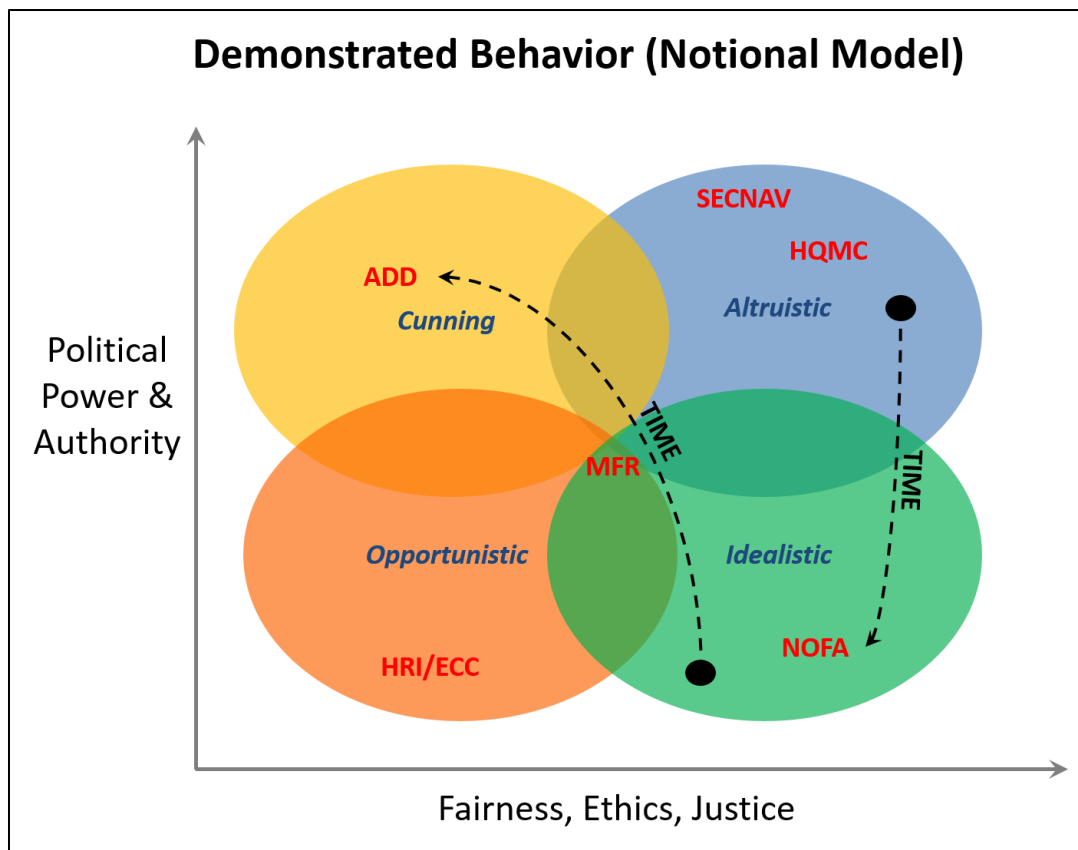 Demonstrated Behavior (Notional Model)
SECNAV
HQMC
ADD
Cunning
Altruistic
Political
Power &
Authority
TIME
TIME
MFR
Opportunistic
Idealistic
NOFA
HRI/ECC
Fairness, Ethics, Justice